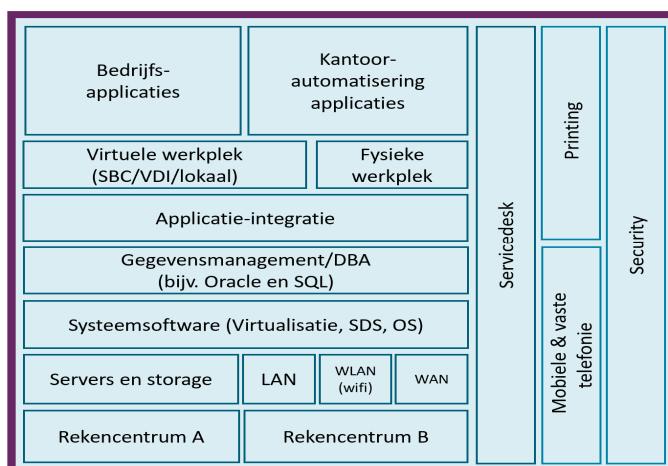 Bedrijfs-
applicaties
Kantoor-
automatisering
applicaties
Virtuele werkplek
(SBC/VDI/lokaal)
Fysieke
werkplek
Applicatie-integratie
Gegevensmanagement/DBA
(bijv. Oracle en SQL)
Systeemsoftware (Virtualisatie, SDS, OS)
Servers en storage
LAN
WLAN
(wifi)
WAN
Rekencentrum A
Rekencentrum B
Servicedesk
Printing
Mobiele & vaste
telefonie
Security